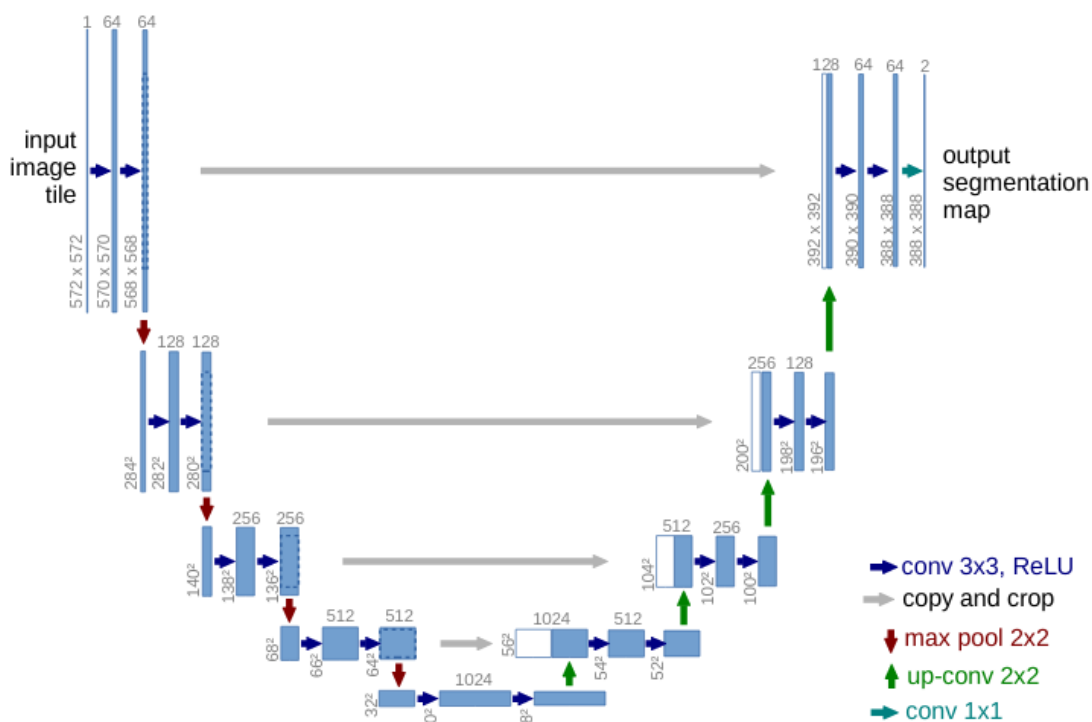 1
64
64
input
image
tile
572 x 572
570 x 570
568 x 568
128
64
64
2
output
segmentation
map
392 x 392
390 x 390
388 x 388
388 x 388
128
128
284²
282²
280²
256
128
200²
198²
196²
256
256
140²
138²
136²
512
256
104²
102²
100²
512
512
68²
66²
64²
1024
512
56²
54²
52²
1024
32²
conv 3x3, ReLU
copy and crop
max pool 2x2
up-conv 2x2
conv 1x1